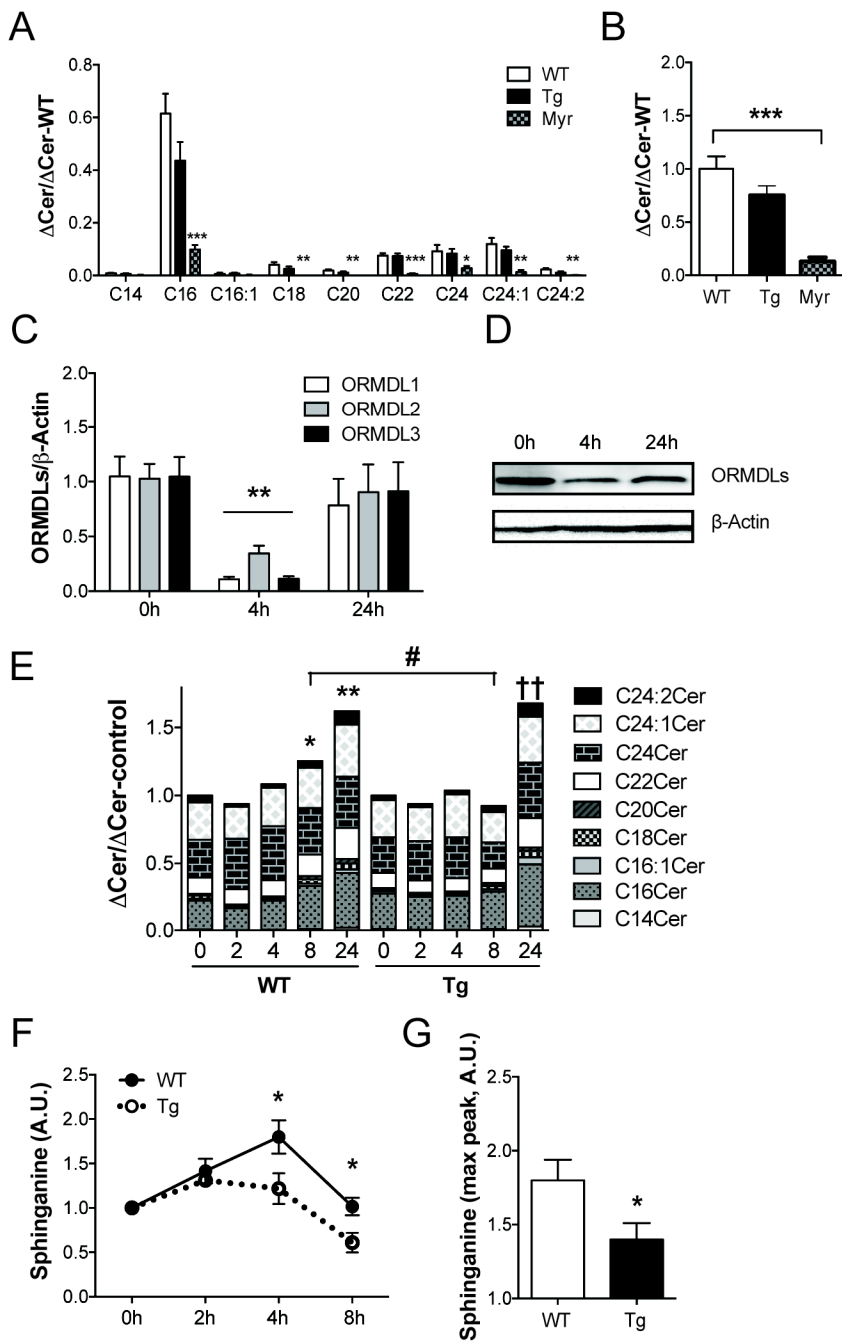 A
ΔCer/ΔCer-WT
0.8
0.6
0.4
0.2
0.0
WT
Tg
Myr
***
**
**
***
*
**
**
C14 C16 C16:1 C18 C20 C22 C24 C24:1 C24:2
B
ΔCer/ΔCer-WT
2.0
1.5
1.0
0.5
0.0
***
WT Tg Myr
C
ORMDLs/β-Actin
2.0
1.5
1.0
0.5
0.0
ORMDL1
ORMDL2
ORMDL3
**
0h 4h 24h
D
0h 4h 24h
ORMDLs
β-Actin
E
ΔCer/ΔCer-control
1.5
1.0
0.5
0.0
#
*
**
††
0 2 4 8 24 0 2 4 8 24
WT Tg
C24:2Cer
C24:1Cer
C24Cer
C22Cer
C20Cer
C18Cer
C16:1Cer
C16Cer
C14Cer
F
Sphinganine (A.U.)
2.5
2.0
1.5
1.0
0.5
0.0
WT
Tg
*
*
0h 2h 4h 8h
G
Sphinganine (max peak, A.U.)
2.5
2.0
1.5
1.0
*
WT Tg